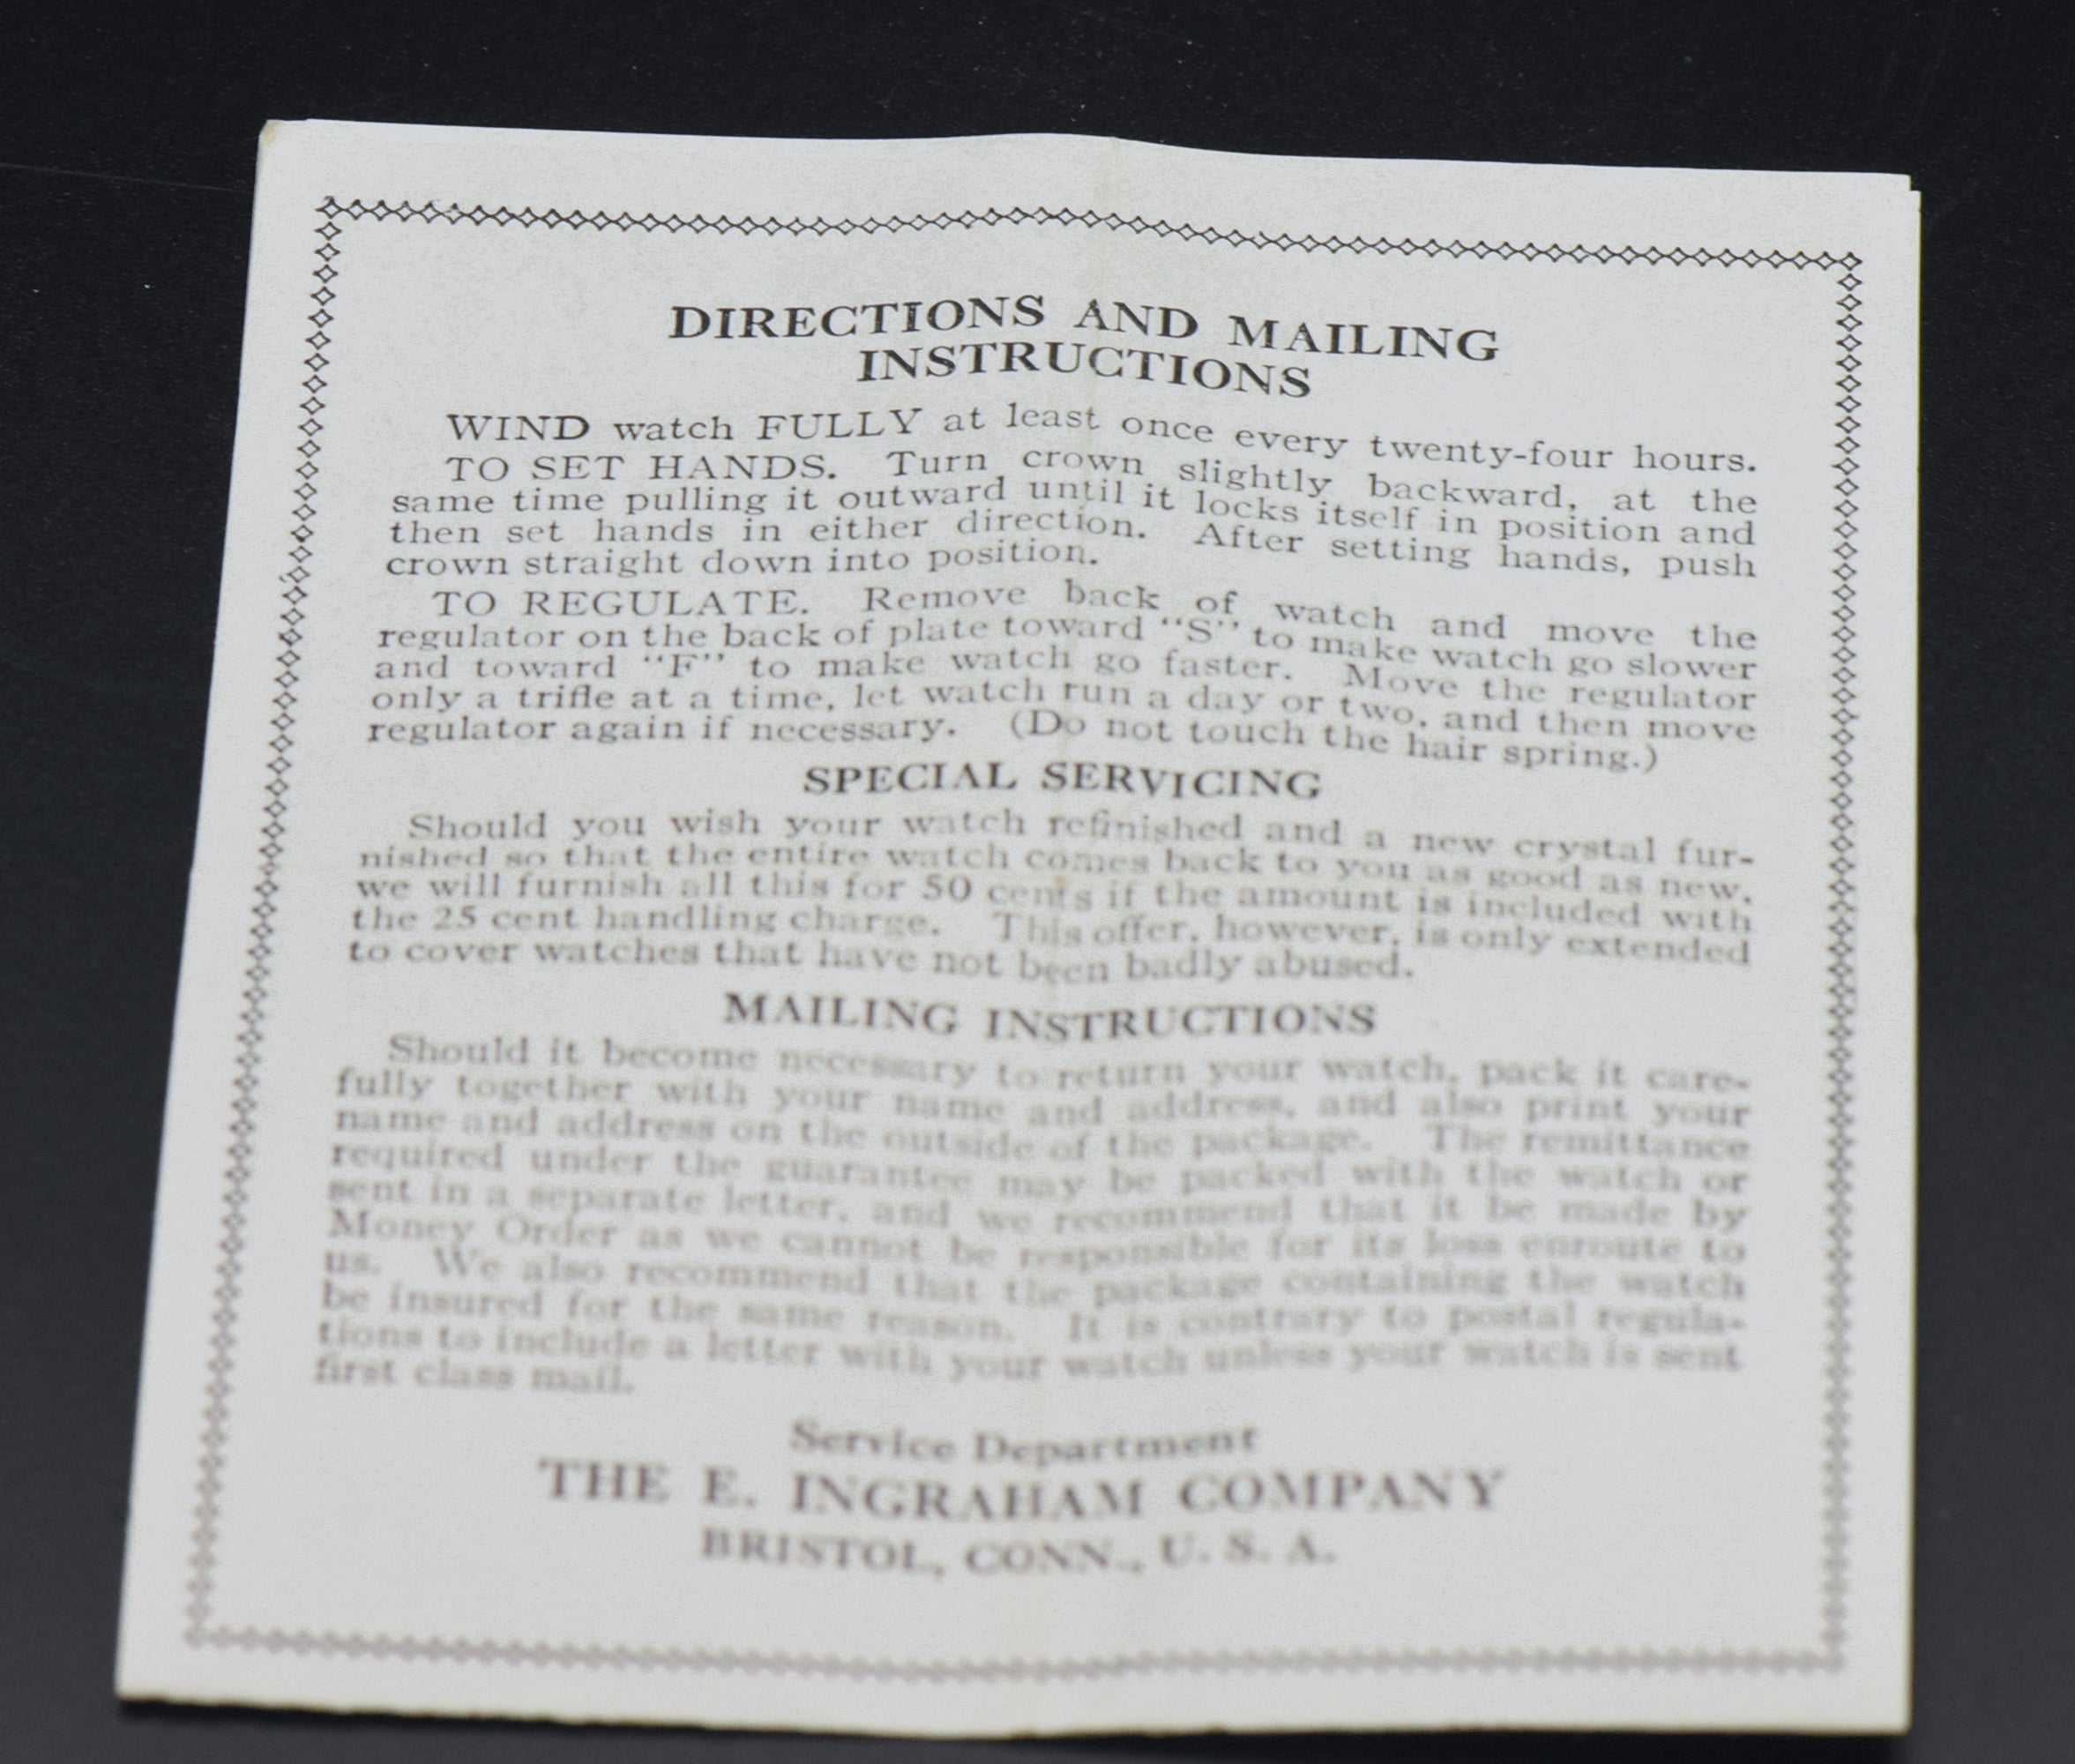 DIRECTIONS AND MAILING
INSTRUCTIONS
WIND watch FULLY at least once every twenty-four hours.
TO SET HANDS. Turn crown slightly backward, at the
same time pulling it outward until it locks itself in position and
then set hands in either direction. After setting hands, push
crown straight down into position.
TO REGULATE. Remove back of watch and move the
regulator on the back of plate toward "S" to make watch go slower
and toward "F" to make watch go faster. Move the regulator
only a trifle at a time, let watch run a day or two, and then move
regulator again if necessary. (Do not touch the hair spring.)
SPECIAL SERVICING
Should you wish your watch refinished and a new crystal fur-
nished so that the entire watch comes back to you as good as new,
we will furnish all this for 50 cents if the amount is included with
the 25 cent handling charge. This offer, however, is only extended
to cover watches that have not been badly abused.
MAILING INSTRUCTIONS
Should it become necessary to return your watch, pack it care-
fully together with your name and address, and also print your
name and address on the outside of the package. The remittance
required under the guarantee may be packed with the watch or
sent in a separate letter, and we recommend that it be made by
Money Order as we cannot be responsible for its loss enroute to
us. We also recommend that the package containing the watch
be insured for the same reason. It is contrary to postal regula-
tions to include a letter with your watch unless your watch is sent
first class mail.
Service Department
THE E. INGRAHAM COMPANY
BRISTOL, CONN., U. S. A.